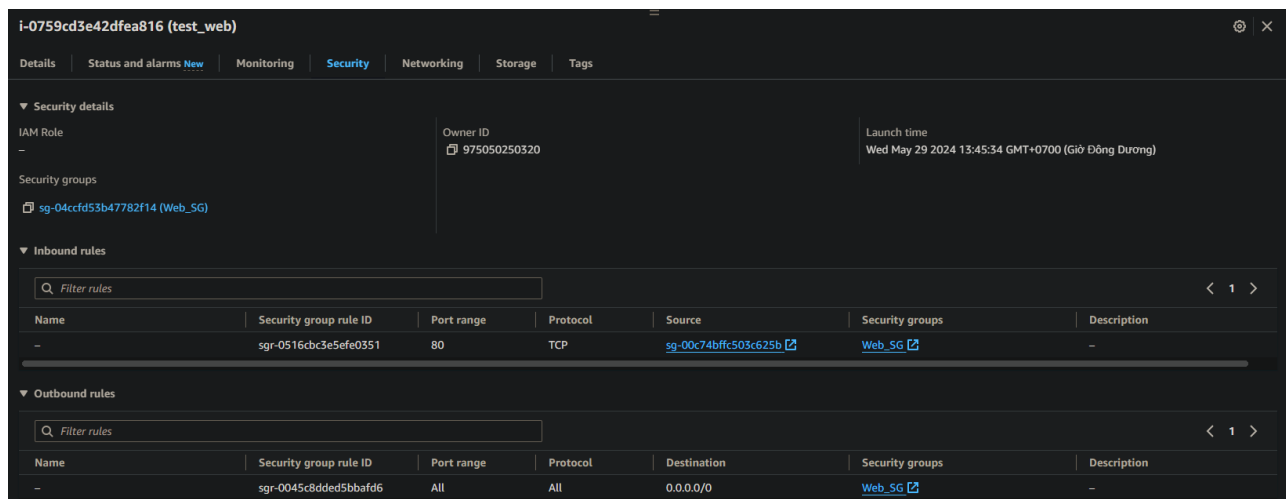 i-0759cd3e42dfea816 (test_web)
Details Status and alarms New Monitoring Security Networking Storage Tags
▼ Security details
IAM Role Owner ID Launch time
– 975050250320 Wed May 29 2024 13:45:34 GMT+0700 (Giờ Đông Dương)
Security groups
sg-04ccfd53b47782f14 (Web_SG)
▼ Inbound rules
Filter rules 1
Name Security group rule ID Port range Protocol Source Security groups Description
– sgr-0516cbc3e5efe0351 80 TCP sg-00c74bffc503c625b Web_SG –
▼ Outbound rules
Filter rules 1
Name Security group rule ID Port range Protocol Destination Security groups Description
– sgr-0045c8dded5bbafd6 All All 0.0.0.0/0 Web_SG –